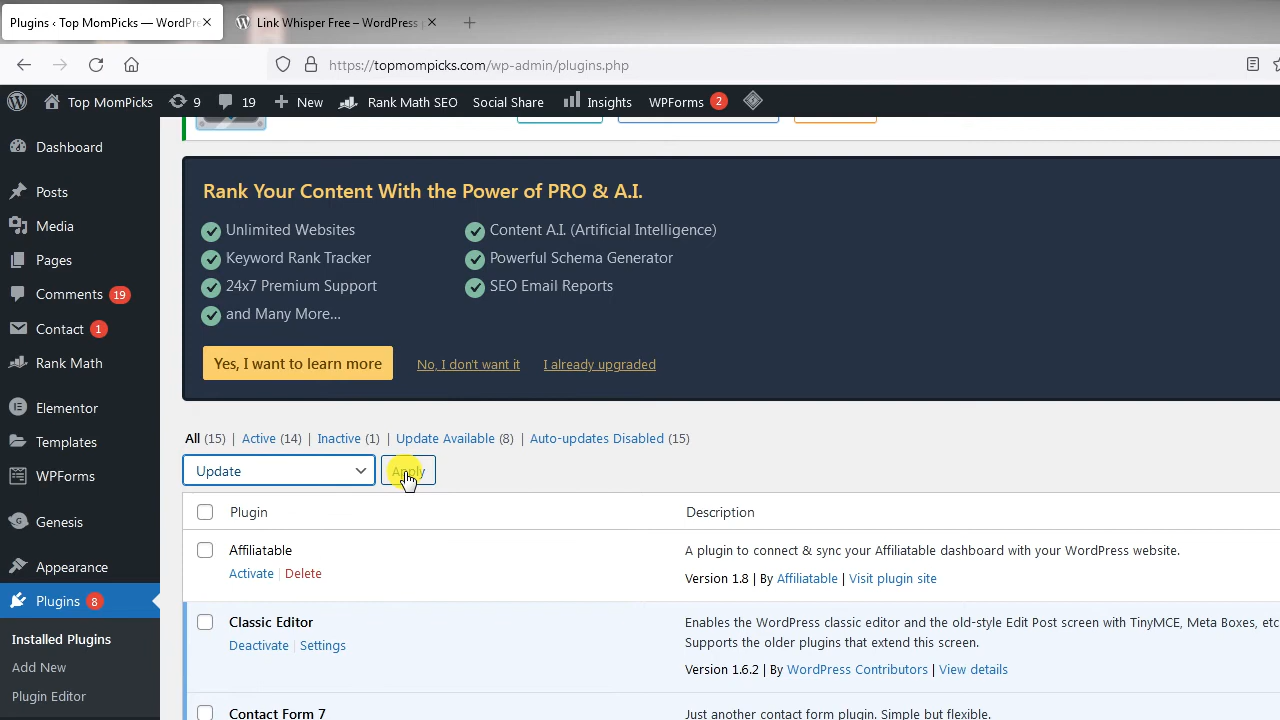 Plugins ‹ Top MomPicks — WordPre
Link Whisper Free – WordPress
https://topmompicks.com/wp-admin/plugins.php
Top MomPicks
9
19
New
Rank Math SEO
Social Share
Insights
WPForms
2
Dashboard
Posts
Media
Pages
Comments 19
Contact 1
Rank Math
Elementor
Templates
WPForms
Genesis
Appearance
Plugins 8
Installed Plugins
Add New
Plugin Editor
Rank Your Content With the Power of PRO & A.I.
Unlimited Websites
Content A.I. (Artificial Intelligence)
Keyword Rank Tracker
Powerful Schema Generator
24x7 Premium Support
SEO Email Reports
and Many More...
Yes, I want to learn more
No, I don't want it
I already upgraded
All (15) | Active (14) | Inactive (1) | Update Available (8) | Auto-updates Disabled (15)
Update
Apply
Plugin
Description
Affiliatable
A plugin to connect & sync your Affiliatable dashboard with your WordPress website.
Activate | Delete
Version 1.8 | By Affiliatable | Visit plugin site
Classic Editor
Enables the WordPress classic editor and the old-style Edit Post screen with TinyMCE, Meta Boxes, etc
Supports the older plugins that extend this screen.
Deactivate | Settings
Version 1.6.2 | By WordPress Contributors | View details
Contact Form 7
Just another contact form plugin. Simple but flexible.